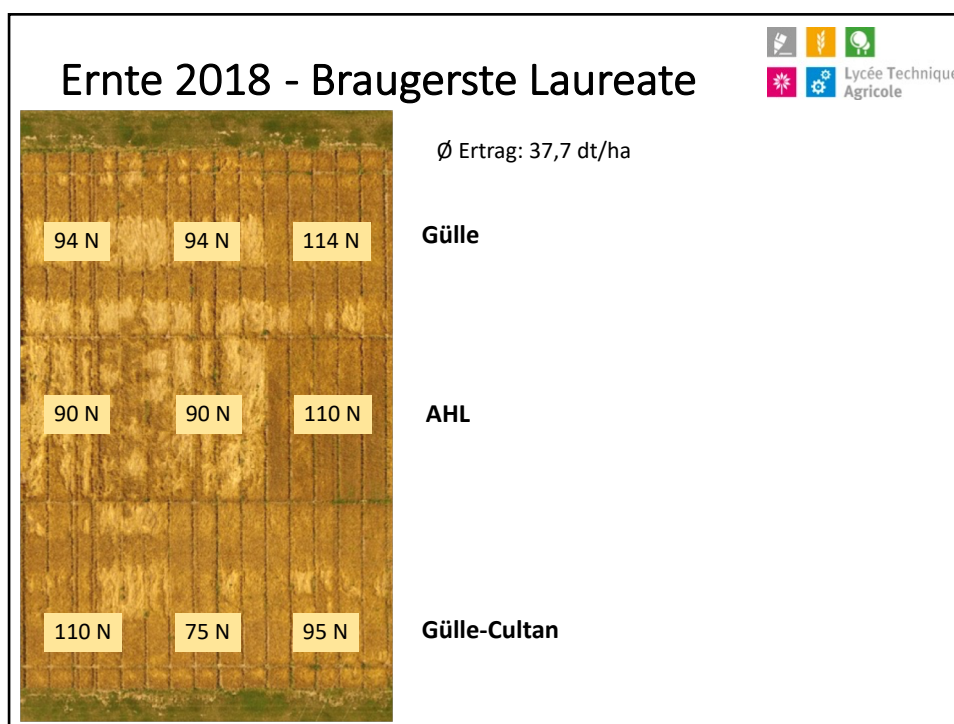 Ernte 2018 - Braugerste Laureate
Lycée Technique
Agricole
Ø Ertrag: 37,7 dt/ha
94 N 94 N 114 N Gülle
90 N 90 N 110 N AHL
110 N 75 N 95 N Gülle-Cultan